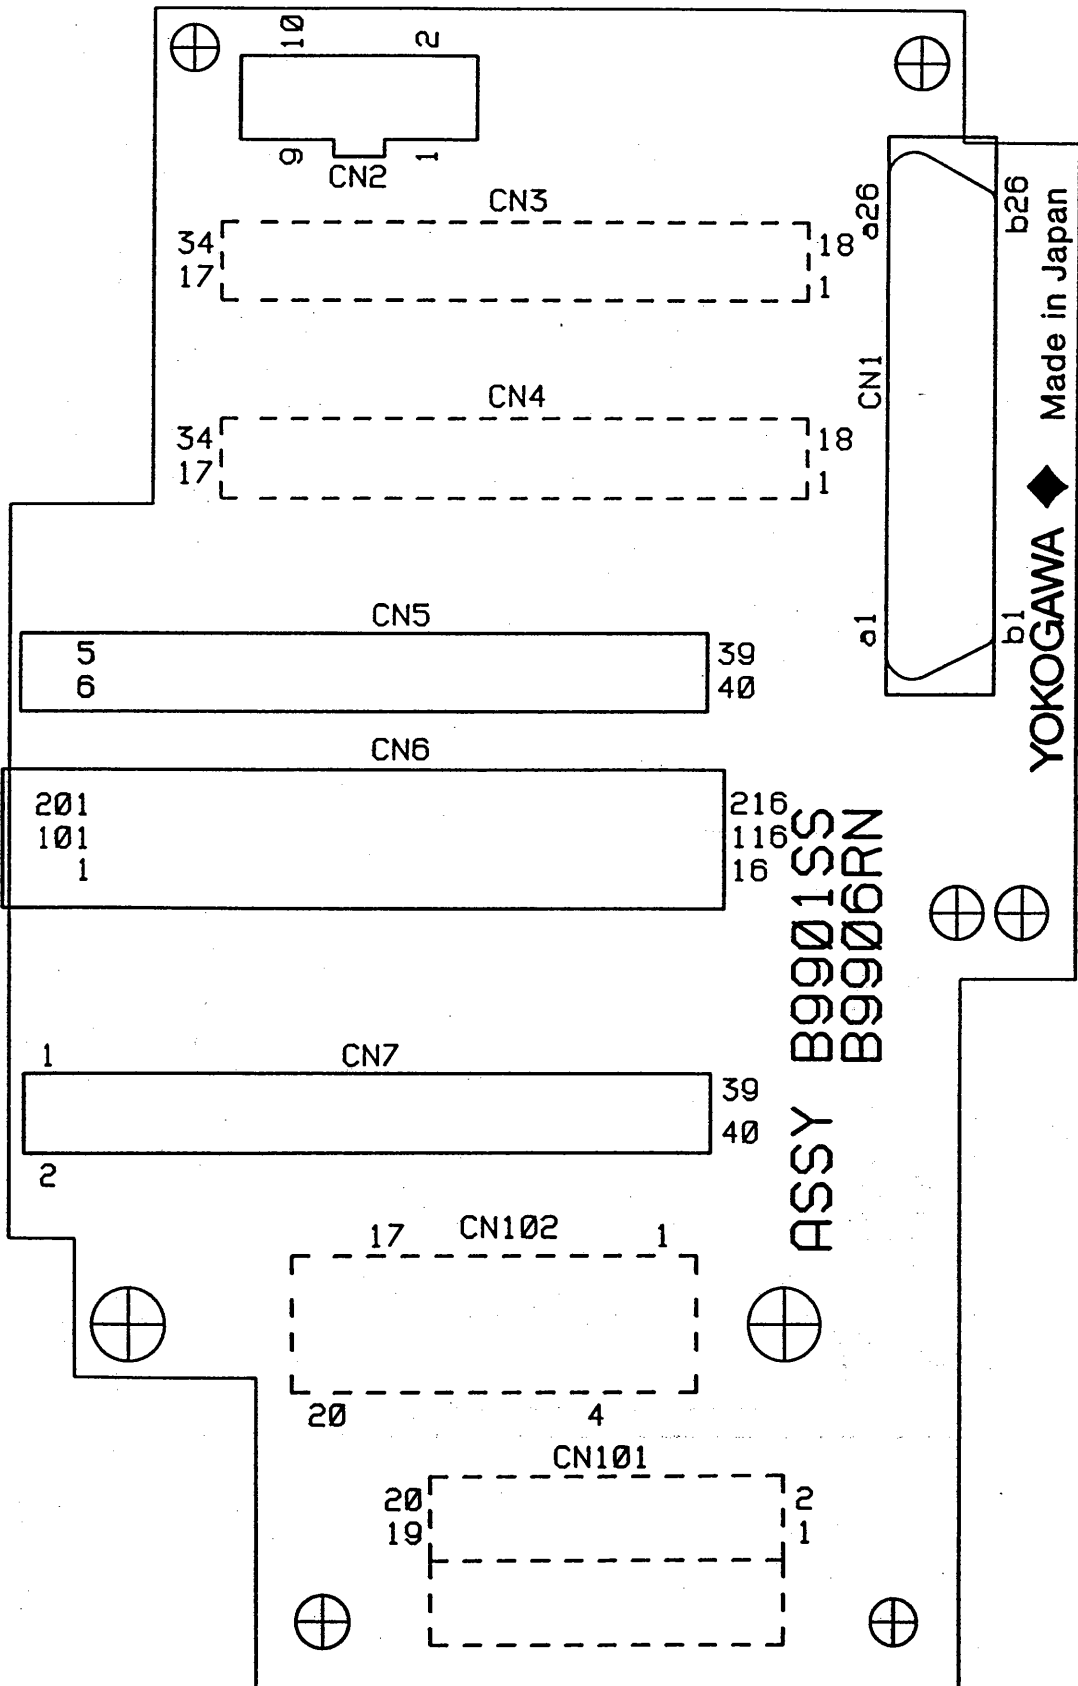 10 2
9 1
CN2
CN3
34 18
17 1
a26
b26
CN1
a1
b1
YOKOGAWA ◆ Made in Japan
CN4
34 18
17 1
CN5
5 39
6 40
CN6
201 216
101 116
1 16
ASSY B9901SS
B9906RN
1 CN7
39
40
2
17 CN102 1
20 4
CN101
20 2
19 1